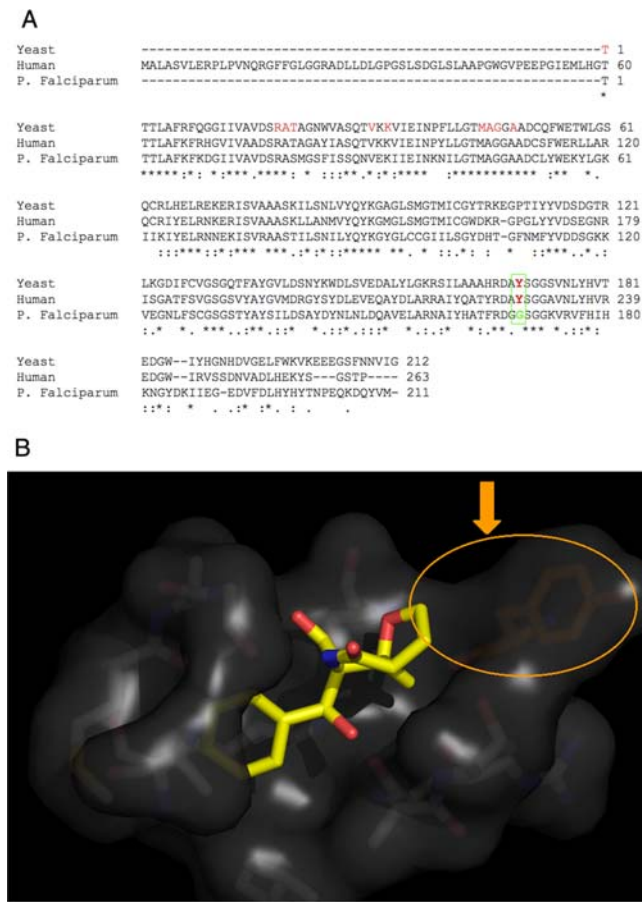 A
Yeast ------------------------------------------------------------T 1
Human MALASVLERPLPVNQRGFFGLGGRADLLDLGPGSLSDGLSLAAPGWGVPEEPGIEMLHGT 60
P. Falciparum ------------------------------------------------------------T 1
*
Yeast TTLAFRFQGGIIVAVDSRATAGNWVASQTVKKVIEINPFLLGTMAGGAADCQFWETWLGS 61
Human TTLAFKFRHGVIVAADSRATAGAYIASQTVKKVIEINPYLLGTMAGGAADCSFWERLLAR 120
P. Falciparum TTLAFKFKDGIIVAVDSRASMGSFISSQNVEKIIEINKNILGTMAGGAADCLYWEKYLGK 61
*****:*: *:***.****: * ::**.*:*:**** :************ :** *.
Yeast QCRLHELREKERISVAAASKILSNLVYQYKGAGLSMGTMICGYTRKEGPTIYYVDSDGTR 121
Human QCRIYELRNKERISVAAASKLLANMVYQYKGMGLSMGTMICGWDKR-GPGLYYVDSEGNR 179
P. Falciparum IIKIYELRNNEKISVRAASTILSNILYQYKGYGLCCGIILSGYDHT-GFNMFYVDDSGKK 120
:::***::*:*** ***.:*:*::***** **. * ::.*: : * ::***..*.:
Yeast LKGDIFCVGSGQTFAYGVLDSNYKWDLSVEDALYLGKRSILAAAHRDAYSGGSVNLYHVT 181
Human ISGATFSVGSGSVYAYGVMDRGYSYDLEVEQAYDLARRAIYQATYRDAYSGGAVNLYHVR 239
P. Falciparum VEGNLFSCGSGSTYAYSILDSAYDYNLNLDQAVELARNAIYHATFRDGGSGGKVRVFHIH 180
:.* *. ***..:**.::* *.::*.:::* *.:.:* *:.**. *** *.::*:
Yeast EDGW--IYHGNHDVGELFWKVKEEEGSFNNVIG 212
Human EDGW--IRVSSDNVADLHEKYS---GSTP---- 263
P. Falciparum KNGYDKIIEG-EDVFDLHYHYTNPEQKDQYVM- 211
::*: * . .:* :*. : .
B